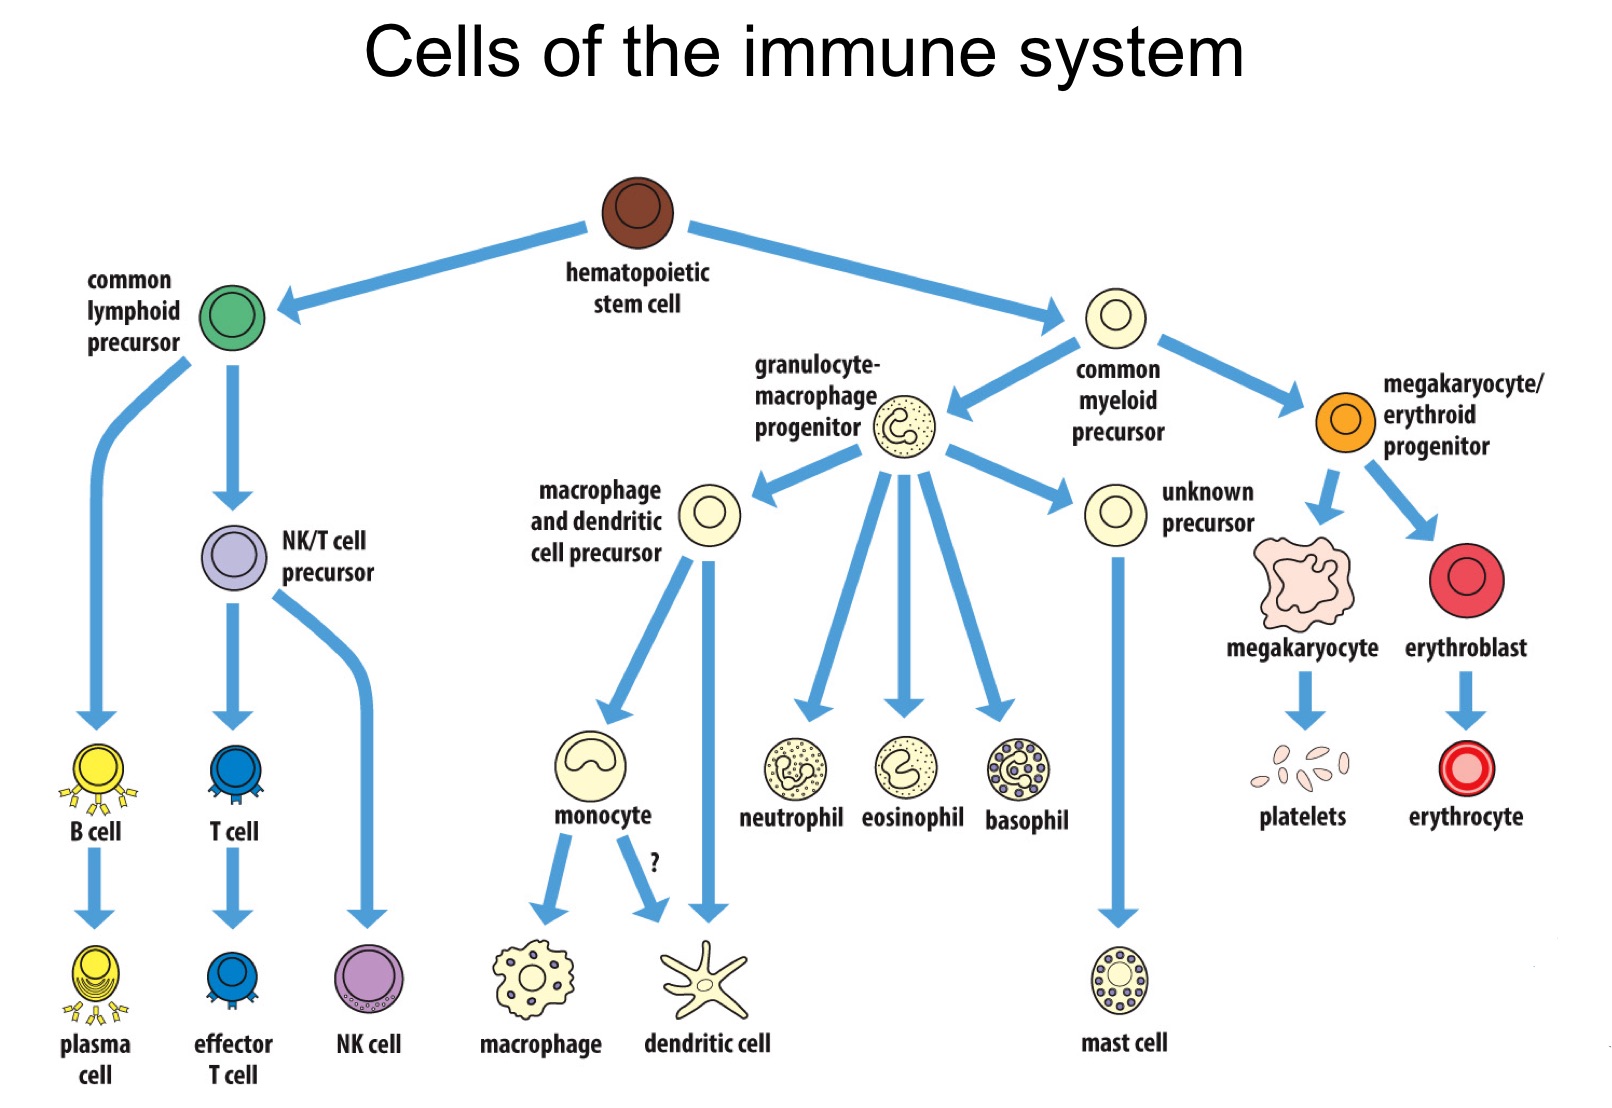 Cells of the immune system
hematopoietic
stem cell
common
lymphoid
precursor
common
myeloid
precursor
granulocyte-
macrophage
progenitor
megakaryocyte/
erythroid
progenitor
macrophage
and dendritic
cell precursor
unknown
precursor
NK/T cell
precursor
megakaryocyte
erythroblast
B cell
T cell
monocyte
neutrophil
eosinophil
basophil
platelets
erythrocyte
?
plasma
cell
effector
T cell
NK cell
macrophage
dendritic cell
mast cell